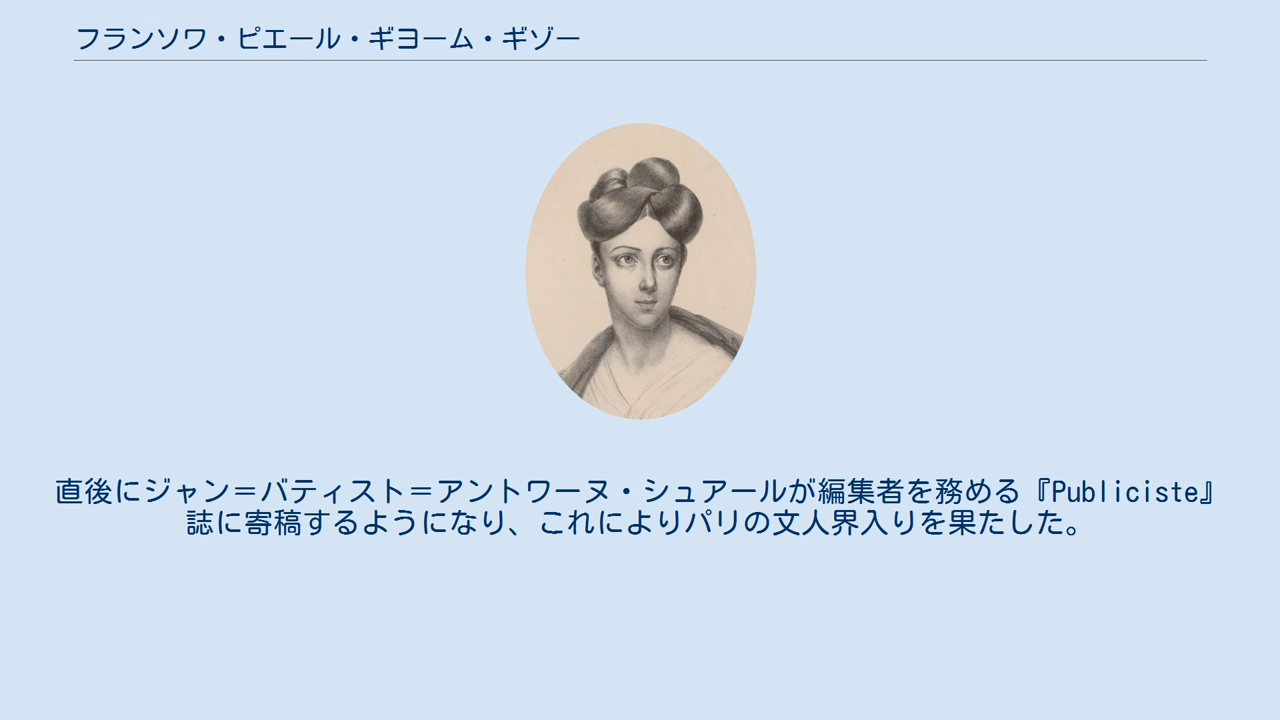 フランソワ・ピエール・ギヨーム・ギゾー
直後にジャン＝バティスト＝アントワーヌ・シュアールが編集者を務める『Publiciste』
誌に寄稿するようになり、これによりパリの文人界入りを果たした。